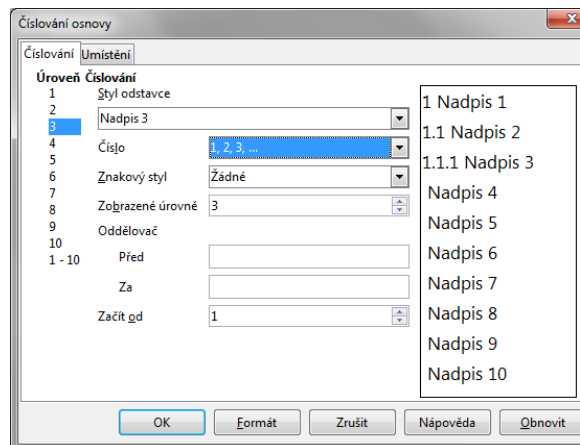 Číslování osnovy
Číslování Umístění
Úroveň Číslování
1
2
3
4
5
6
7
8
9
10
1 - 10
Styl odstavce
Nadpis 3
Číslo 1, 2, 3, ...
Znakový styl Žádné
Zobrazené úrovně 3
Oddělovač
Před
Za
Začít od 1
1 Nadpis 1
1.1 Nadpis 2
1.1.1 Nadpis 3
Nadpis 4
Nadpis 5
Nadpis 6
Nadpis 7
Nadpis 8
Nadpis 9
Nadpis 10
OK Formát Zrušit Nápověda Obnovit